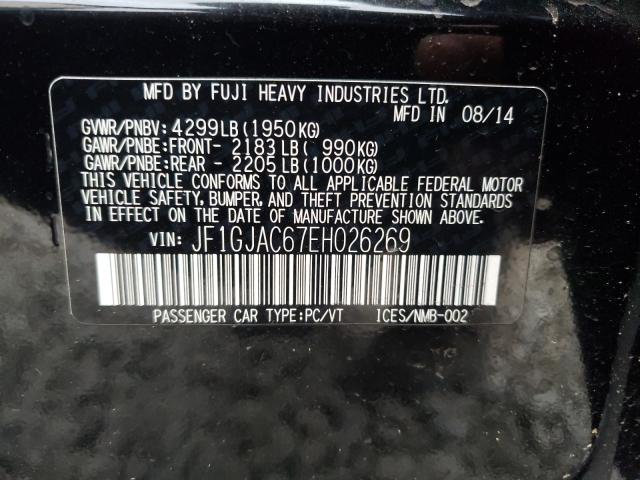 MFD BY FUJI HEAVY INDUSTRIES LTD.
MFD IN 08/14
GVWR/PNBV: 4299LB(1950KG)
GAWR/PNBE:FRONT- 2183LB( 990KG)
GAWR/PNBE:REAR - 2205LB(1000KG)
THIS VEHICLE CONFORMS TO ALL APPLICABLE FEDERAL MOTOR
VEHICLE SAFETY, BUMPER, AND THEFT PREVENTION STANDARDS
IN EFFECT ON THE DATE OF MANUFACTURE SHOWN ABOVE.
VIN: JF1GJAC67EH026269
PASSENGER CAR TYPE:PC/VT ICES/NMB-002